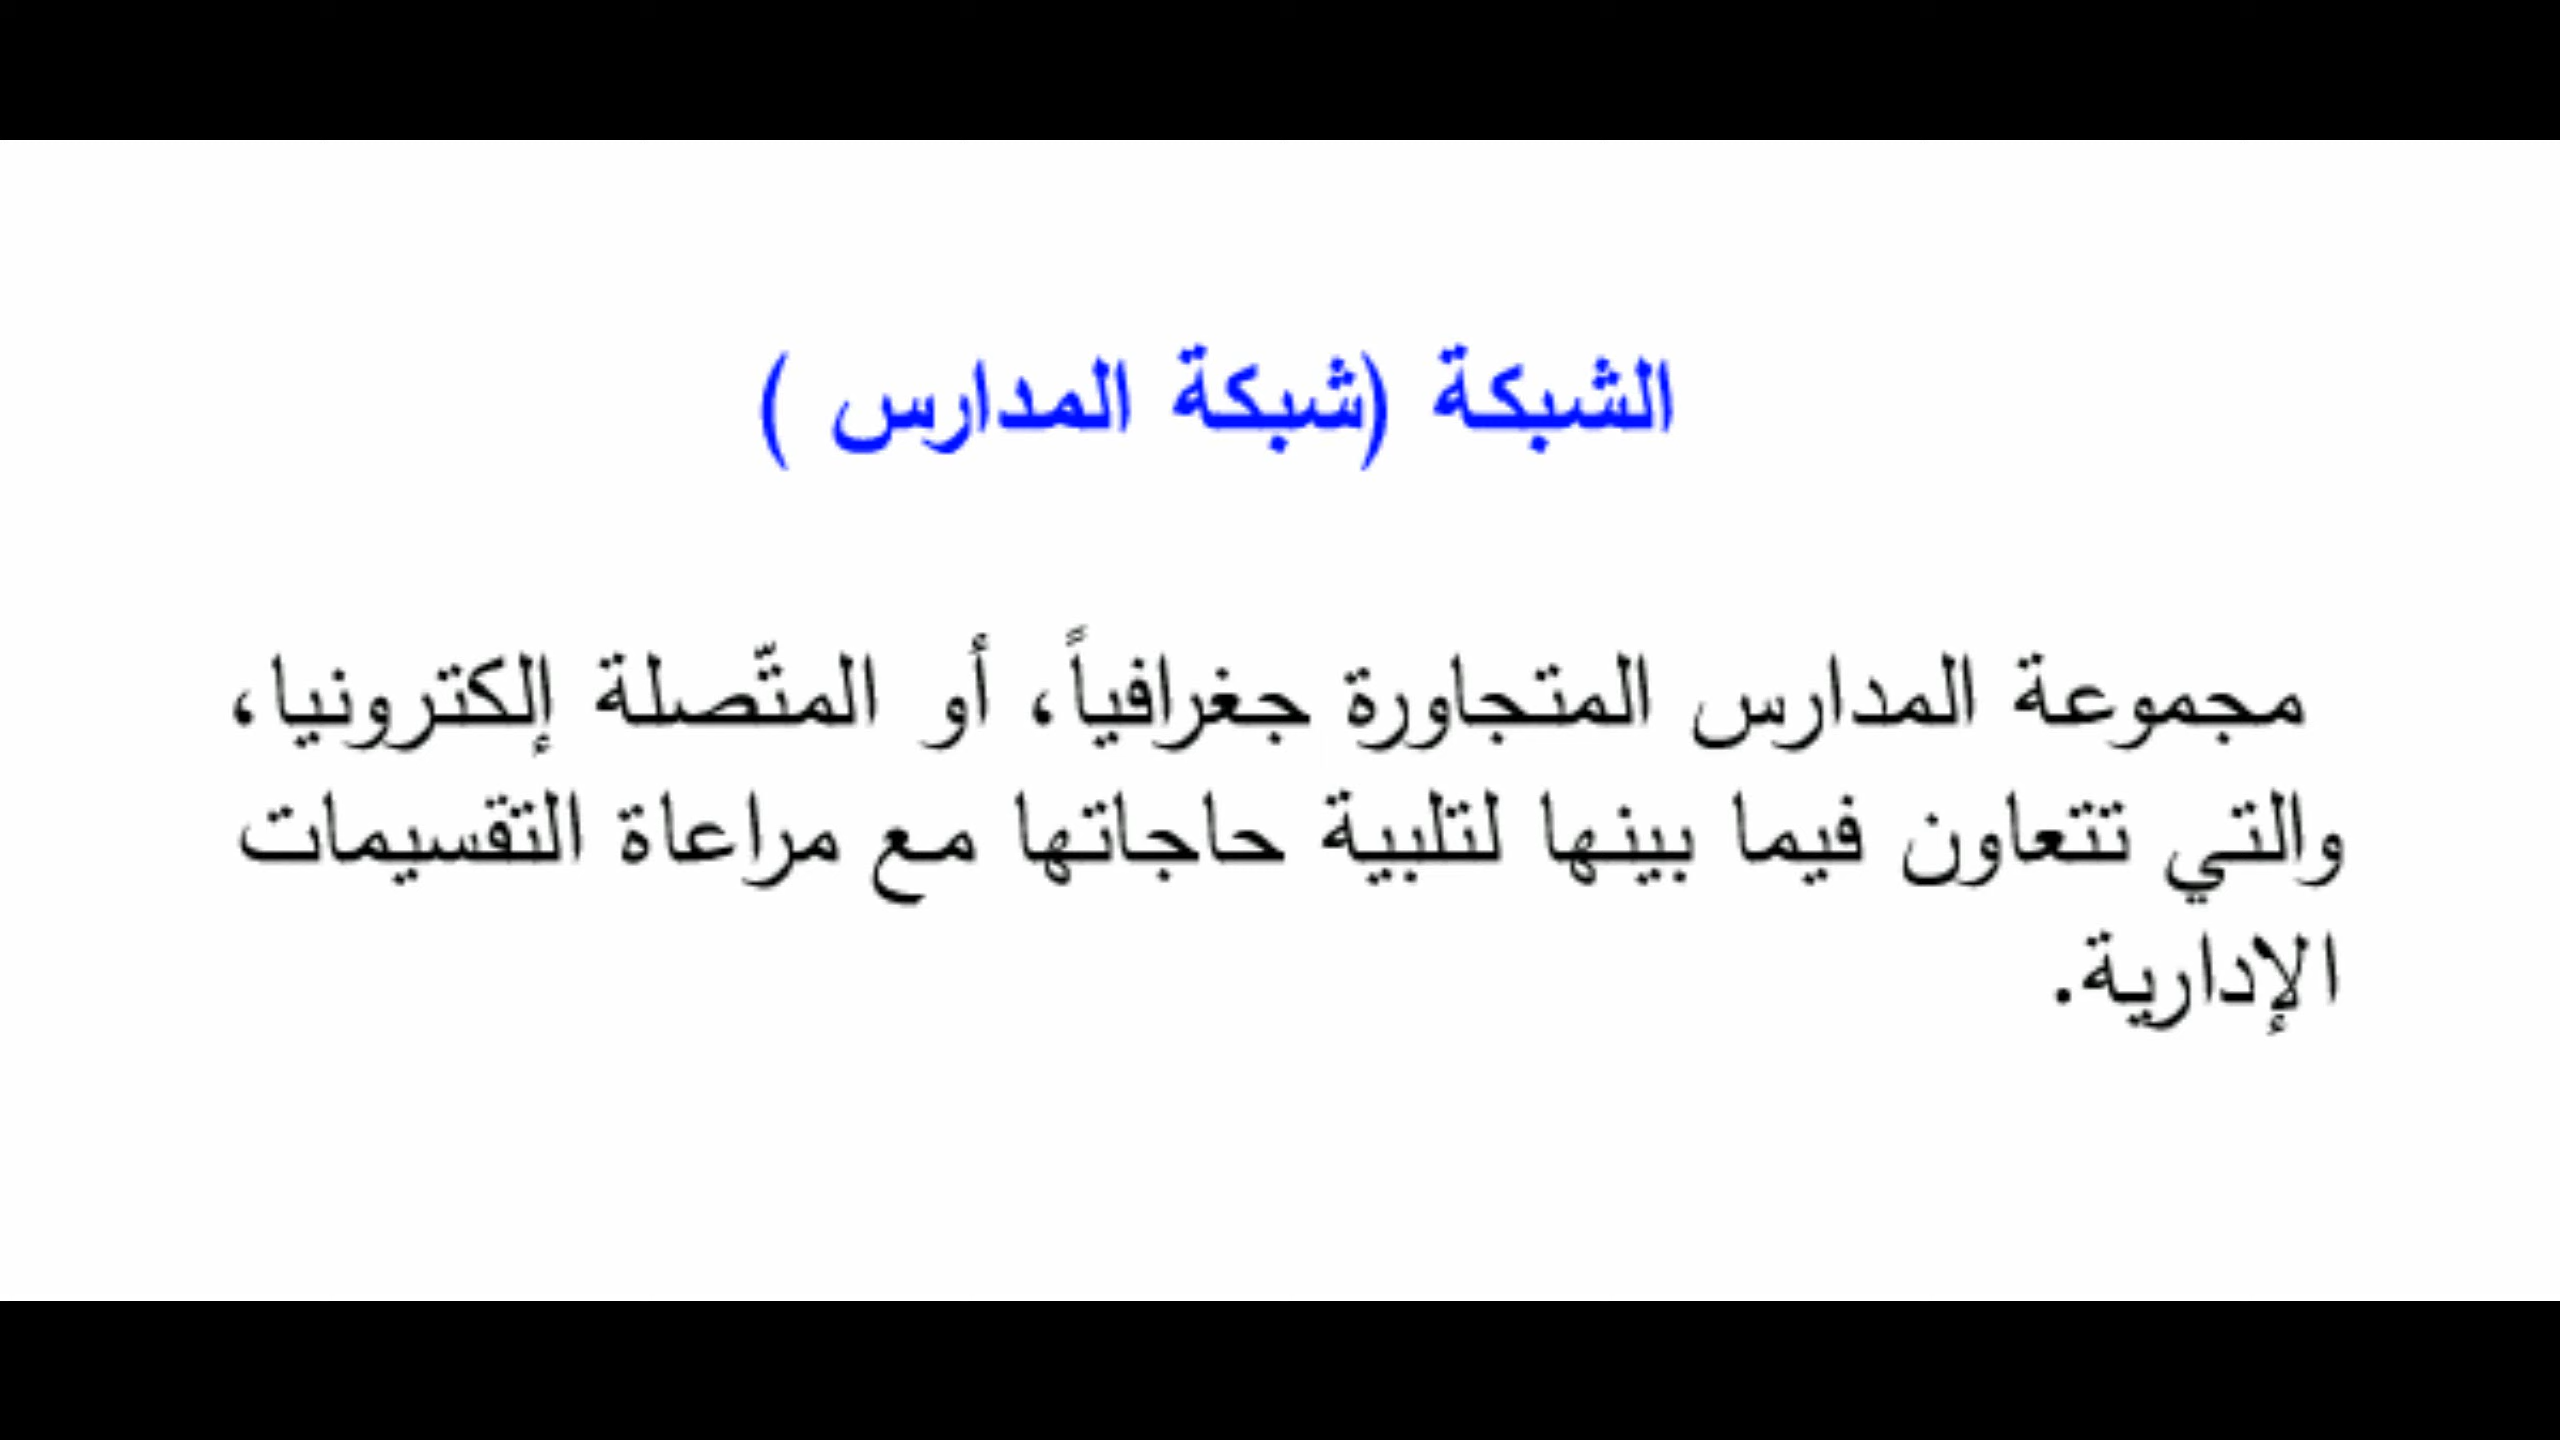 الشبكة (شبكة المدارس )
مجموعة المدارس المتجاورة جغرافياً، أو المتّصلة إلكترونيا،
والتي تتعاون فيما بينها لتلبية حاجاتها مع مراعاة التقسيمات
الإدارية.